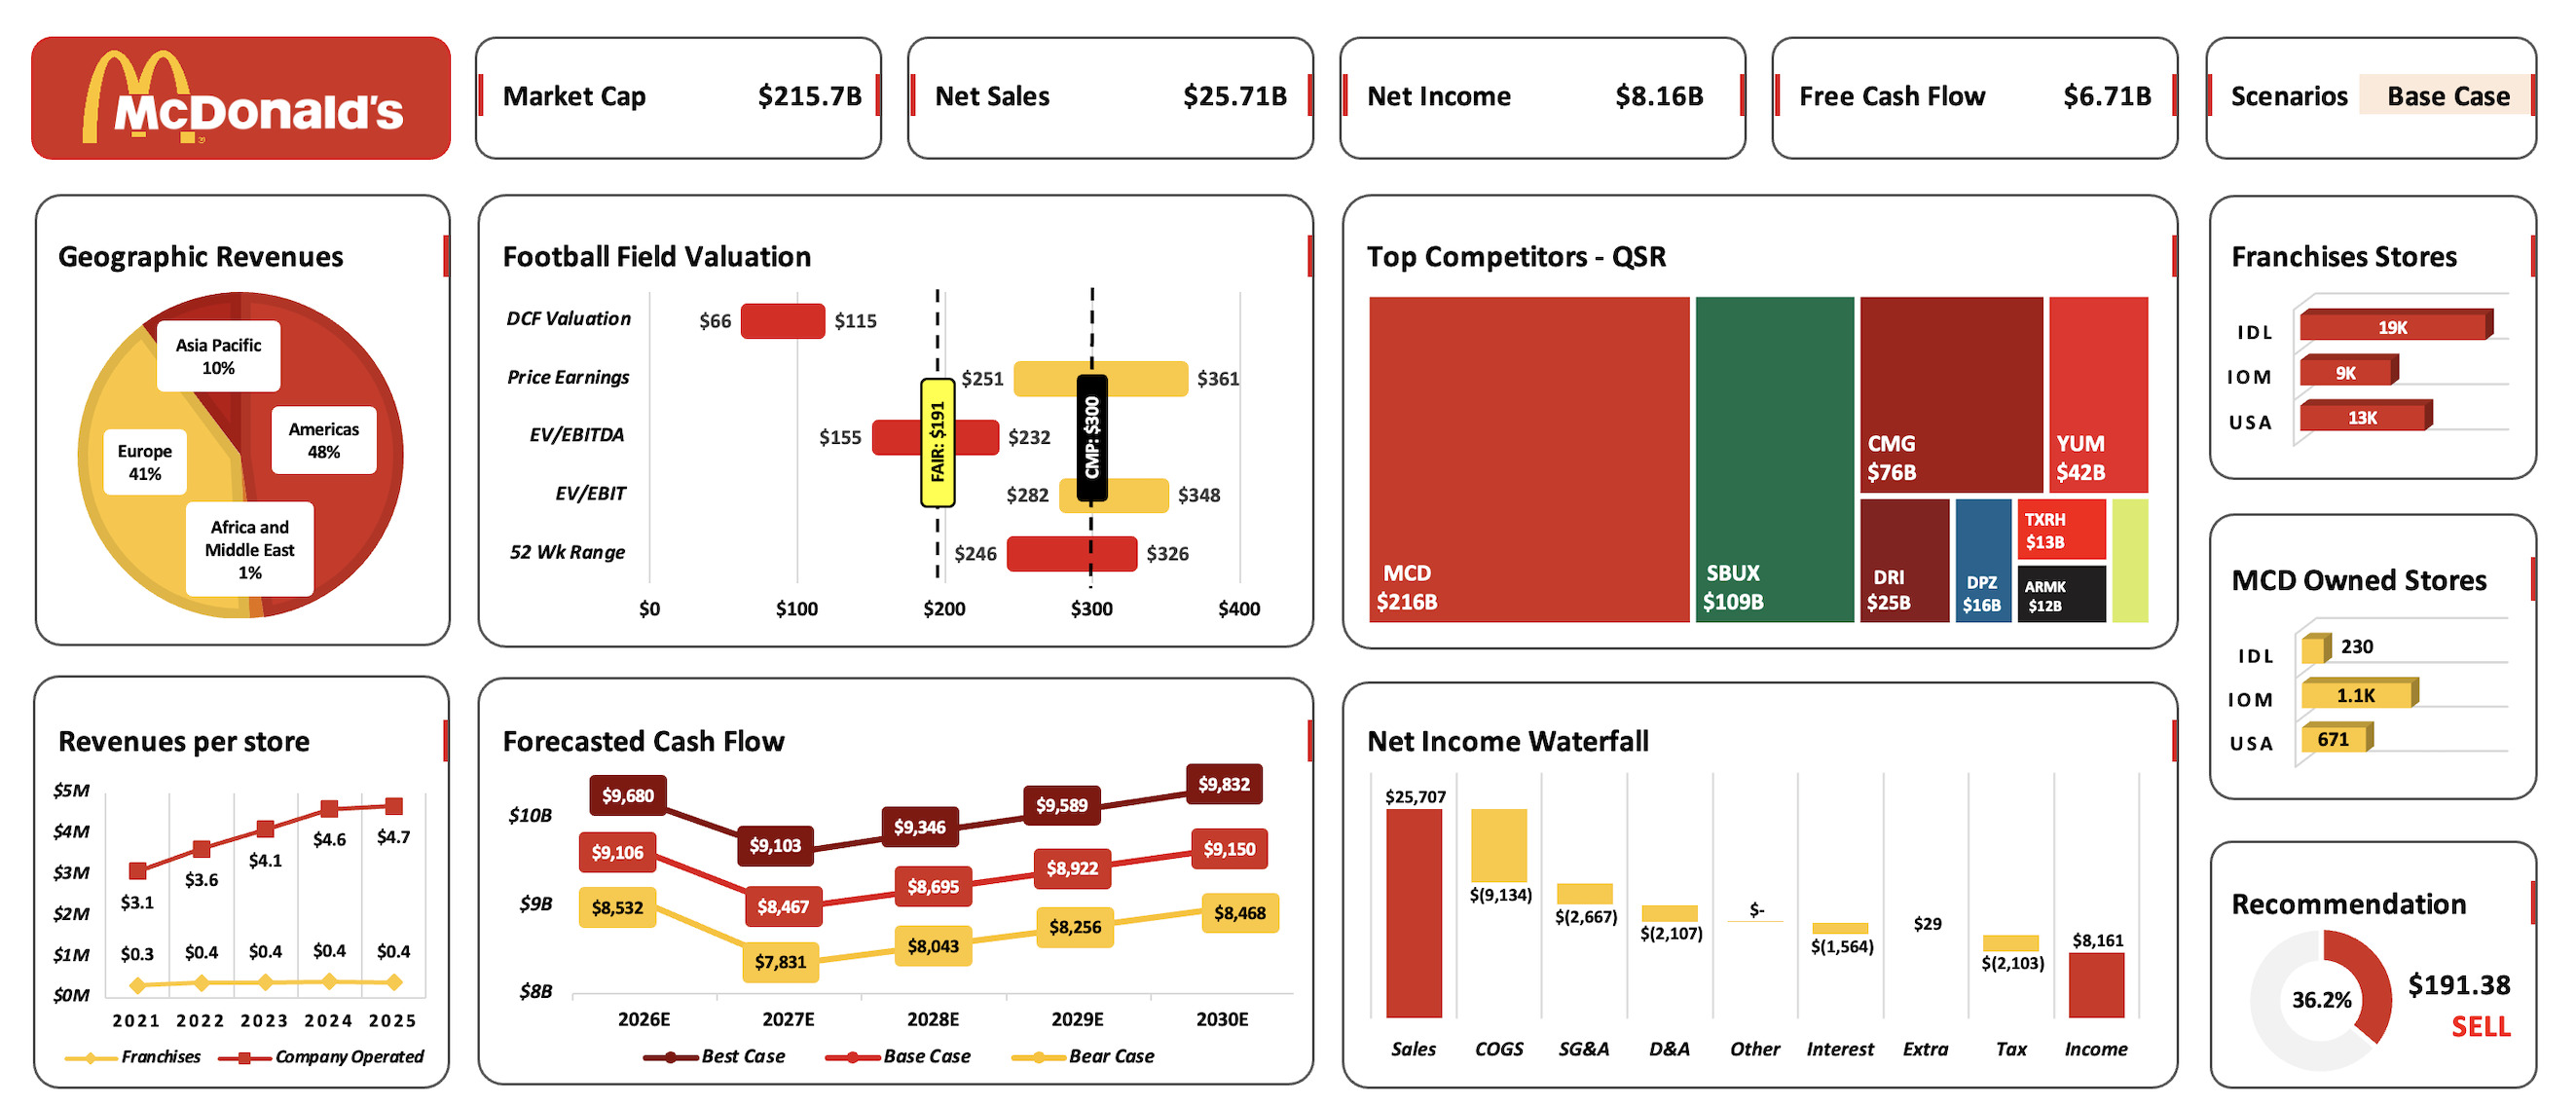 McDonald's
Market Cap $215.7B
Net Sales $25.71B
Net Income $8.16B
Free Cash Flow $6.71B
Scenarios Base Case
Geographic Revenues
Asia Pacific
10%
Americas
48%
Europe
41%
Africa and
Middle East
1%
Football Field Valuation
DCF Valuation $66 $115
Price Earnings $251 $361
EV/EBITDA $155 $232
EV/EBIT $282 $348
52 Wk Range $246 $326
FAIR: $191
CMP: $300
$0 $100 $200 $300 $400
Top Competitors - QSR
MCD
$216B
SBUX
$109B
CMG
$76B
YUM
$42B
DRI
$25B
DPZ
$16B
TXRH
$13B
ARMK
$12B
Franchises Stores
IDL 19K
IOM 9K
USA 13K
MCD Owned Stores
IDL 230
IOM 1.1K
USA 671
Revenues per store
$5M
$4M
$3M
$2M
$1M
$0M
$3.1 $3.6 $4.1 $4.6 $4.7
$0.3 $0.4 $0.4 $0.4 $0.4
2021 2022 2023 2024 2025
Franchises Company Operated
Forecasted Cash Flow
$10B
$9B
$8B
$9,680 $9,103 $9,346 $9,589 $9,832
$9,106 $8,467 $8,695 $8,922 $9,150
$8,532 $7,831 $8,043 $8,256 $8,468
2026E 2027E 2028E 2029E 2030E
Best Case Base Case Bear Case
Net Income Waterfall
$25,707 $(9,134) $(2,667) $(2,107) $- $(1,564) $29 $(2,103) $8,161
Sales COGS SG&A D&A Other Interest Extra Tax Income
Recommendation
36.2%
$191.38
SELL